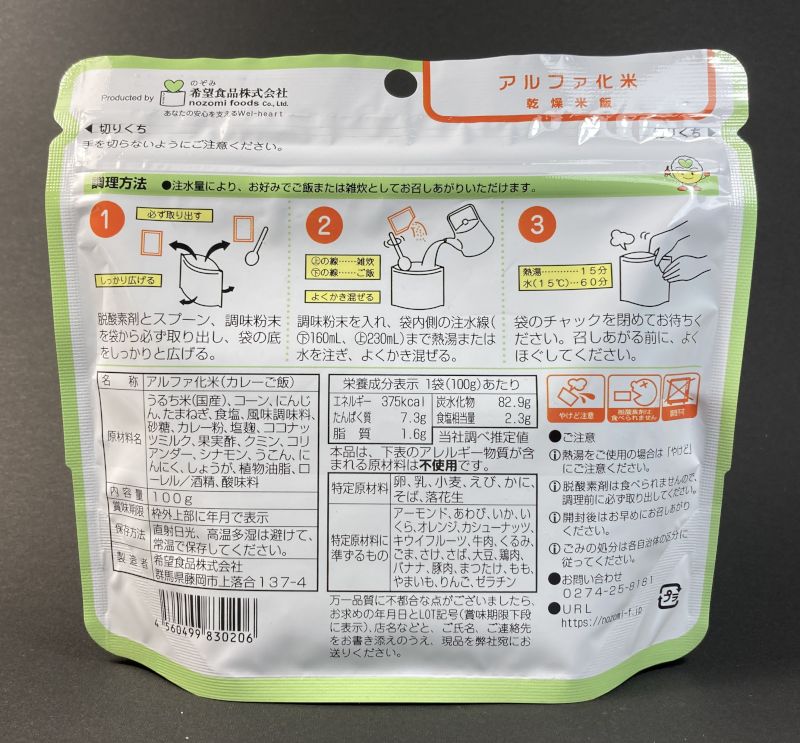 Producted by
のぞみ
希望食品株式会社
nozomi foods Co., Ltd.
あなたの安心を支えるWel-heart
アルファ化米
乾燥米飯
◀切りくち
りくち▶
手を切らないようにご注意ください。
調理方法 ●注水量により、お好みでご飯または雑炊としてお召しあがりいただけます。
1
必ず取り出す
しっかり広げる
脱酸素剤とスプーン、調味粉末
を袋から必ず取り出し、袋の底
をしっかりと広げる。
2
上の線……雑炊
下の線……ご飯
よくかき混ぜる
調味粉末を入れ、袋内側の注水線(
下160mL、上230mL)まで熱湯または
水を注ぎ、よくかき混ぜる。
3
熱湯…………15分
水(15℃)…60分
袋のチャックを閉めてお待ちく
ださい。召しあがる前に、よく
ほぐしてください。
名 称 アルファ化米(カレーご飯)
原材料名 うるち米(国産)、コーン、にんじ
ん、たまねぎ、食塩、風味調味料、
砂糖、カレー粉、塩麹、ココナッ
ツミルク、果実酢、クミン、コリ
アンダー、シナモン、うこん、に
んにく、しょうが、植物油脂、ロ
ーレル/酒精、酸味料
内容量 100g
賞味期限 枠外上部に年月で表示
保存方法 直射日光、高温多湿は避けて、
常温で保存してください。
製造者 希望食品株式会社
群馬県藤岡市上落合137-4
4560499830206
栄養成分表示 1袋(100g)あたり
エネルギー 375kcal 炭水化物 82.9g
たんぱく質 7.3g 食塩相当量 2.3g
脂質 1.6g 当社調べ推定値
本品は、下表のアレルギー物質が含
まれる原材料は不使用です。
特定原材料 卵、乳、小麦、えび、かに、
そば、落花生
特定原材料に準ずるもの アーモンド、あわび、いか、い
くら、オレンジ、カシューナッツ、
キウイフルーツ、牛肉、くるみ、
ごま、さけ、さば、大豆、鶏肉、
バナナ、豚肉、まつたけ、もも、
やまいも、りんご、ゼラチン
万一品質に不都合な点がございましたら、
お求めの年月日とLOT記号(賞味期限下段
に表示)、店名などと、ご氏名、ご連絡先
をお書き添えのうえ、現品を弊社宛にお
送りください。
やけど注意
脱酸素剤は
食べられません
●ご注意
熱湯をご使用の場合は「やけど」
にご注意ください。
脱酸素剤は食べられませんので、
調理前に必ず取り出してください。
開封後はお早めにお召しあがり
ください。
ごみの処分は各自治体の区分に
従ってください。
●お問い合わせ
0274-25-8161
●URL
https://nozomi-f.jp
プラ